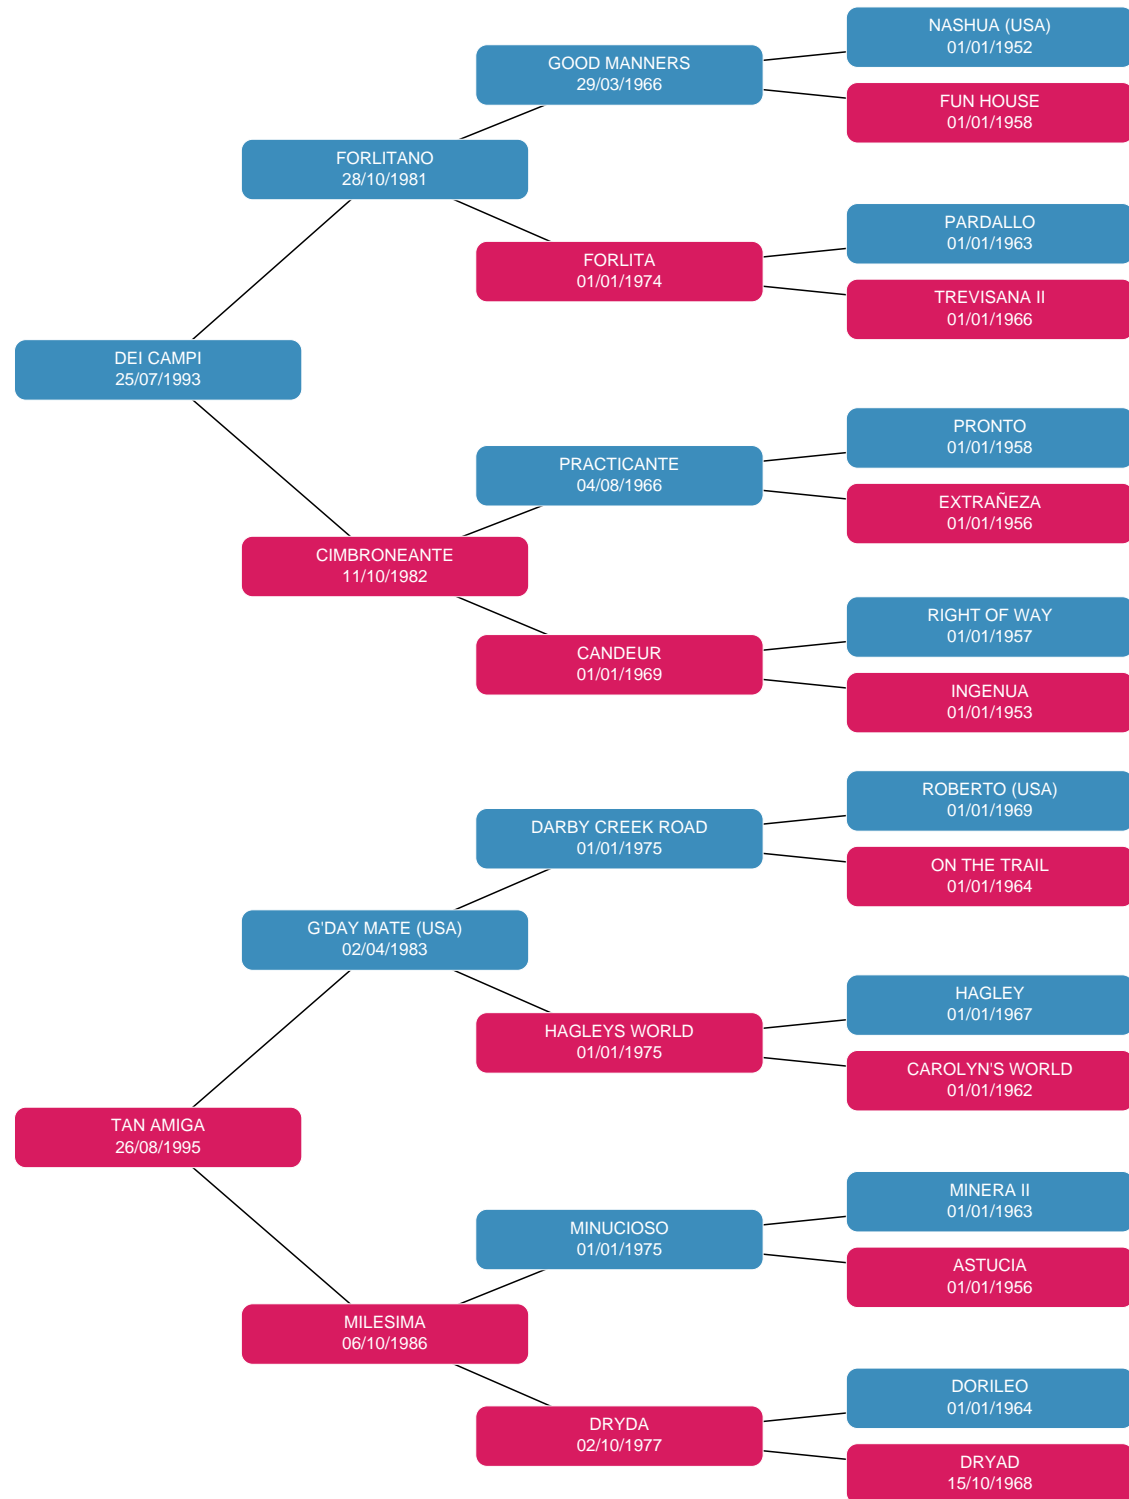 NASHUA (USA)
01/01/1952
GOOD MANNERS
29/03/1966
FUN HOUSE
01/01/1958
FORLITANO
28/10/1981
PARDALLO
01/01/1963
FORLITA
01/01/1974
TREVISANA II
01/01/1966
DEI CAMPI
25/07/1993
PRONTO
01/01/1958
PRACTICANTE
04/08/1966
EXTRAÑEZA
01/01/1956
CIMBRONEANTE
11/10/1982
RIGHT OF WAY
01/01/1957
CANDEUR
01/01/1969
INGENUA
01/01/1953
ROBERTO (USA)
01/01/1969
DARBY CREEK ROAD
01/01/1975
ON THE TRAIL
01/01/1964
G'DAY MATE (USA)
02/04/1983
HAGLEY
01/01/1967
HAGLEYS WORLD
01/01/1975
CAROLYN'S WORLD
01/01/1962
TAN AMIGA
26/08/1995
MINERA II
01/01/1963
MINUCIOSO
01/01/1975
ASTUCIA
01/01/1956
MILESIMA
06/10/1986
DORILEO
01/01/1964
DRYDA
02/10/1977
DRYAD
15/10/1968